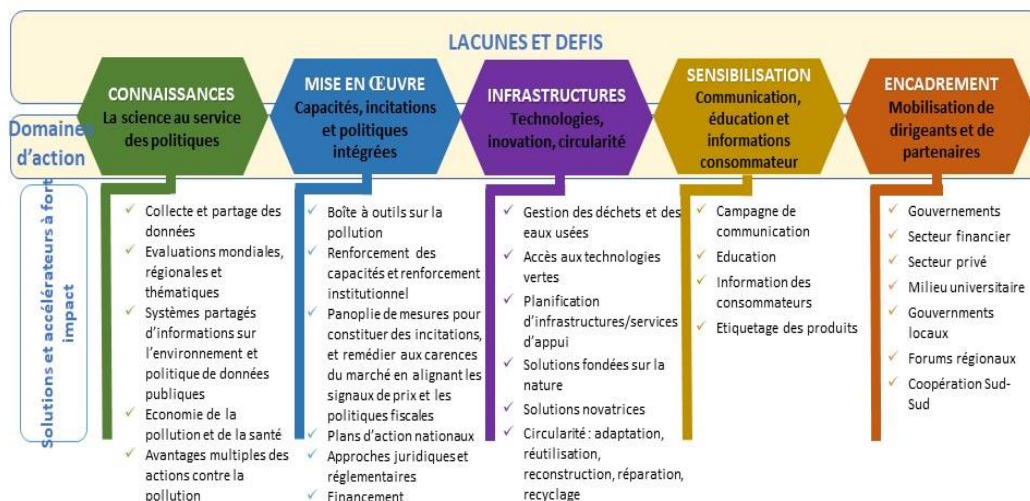 LACUNES ET DEFIS
Domaines
d'action
CONNAISSANCES
La science au service
des politiques
MISE EN ŒUVRE
Capacités, incitations
et politiques
intégrées
INFRASTRUCTURES
Technologies,
inovation, circularité
SENSIBILISATION
Communication,
éducation et
informations
consommateur
ENCADREMENT
Mobilisation de
dirigeants et de
partenaires
Solutions et accélérateurs à fort
impact
✓ Collecte et partage des
données
✓ Evaluations mondiales,
régionales et
thématiques
✓ Systèmes partagés
d'informations sur
l'environnement et
politique de données
publiques
✓ Economie de la
pollution et de la santé
✓ Avantages multiples des
actions contre la
pollution
✓ Boîte à outils sur la
pollution
✓ Renforcement des
capacités et renforcement
institutionnel
✓ Panoplie de mesures pour
constituer des incitations,
et remédier aux carences
du marché en alignant les
signaux de prix et les
politiques fiscales
✓ Plans d'action nationaux
✓ Approches juridiques et
réglementaires
✓ Financement
✓ Gestion des déchets et des
eaux usées
✓ Accès aux technologies
vertes
✓ Planification
d'infrastructures/services
d'appui
✓ Solutions fondées sur la
nature
✓ Solutions novatrices
✓ Circularité : adaptation,
réutilisation,
reconstruction, réparation,
recyclage
✓ Campagne de
communication
✓ Education
✓ Information des
consommateurs
✓ Etiquetage des produits
✓ Gouvernements
✓ Secteur financier
✓ Secteur privé
✓ Milieu universitaire
✓ Gouvernments
locaux
✓ Forums régionaux
✓ Coopération Sud-
Sud